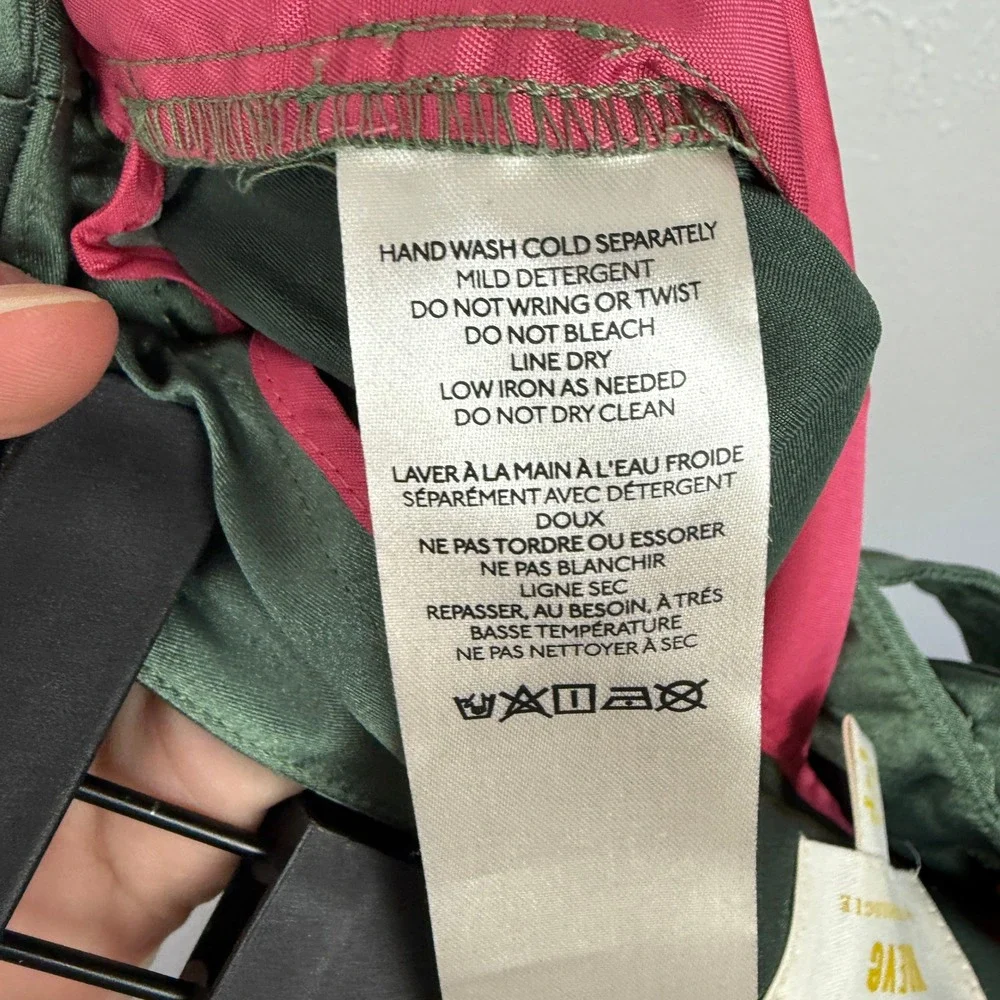 HAND WASH COLD SEPARATELY
MILD DETERGENT
DO NOT WRING OR TWIST
DO NOT BLEACH
LINE DRY
LOW IRON AS NEEDED
DO NOT DRY CLEAN
LAVER À LA MAIN À L'EAU FROIDE
SÉPARÉMENT AVEC DÉTERGENT
DOUX
NE PAS TORDRE OU ESSORER
NE PAS BLANCHIR
LIGNE SEC
REPASSER, AU BESOIN, À TRÉS
BASSE TEMPÉRATURE
NE PAS NETTOYER À SEC